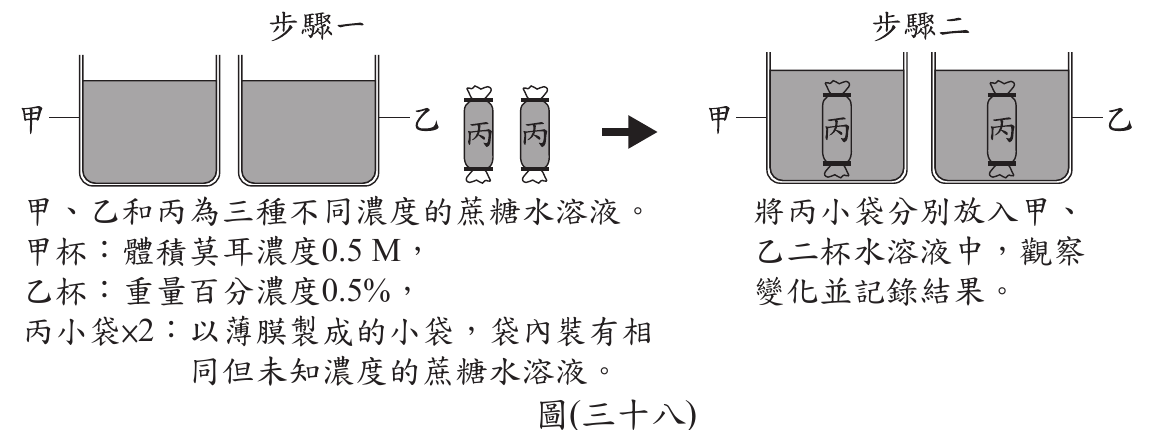 步驟一
甲
乙
丙
丙
甲、乙和丙為三種不同濃度的蔗糖水溶液。
甲杯：體積莫耳濃度0.5 M，
乙杯：重量百分濃度0.5%，
丙小袋x2：以薄膜製成的小袋，袋內裝有相
同但未知濃度的蔗糖水溶液。
步驟二
甲
丙
丙
乙
將丙小袋分別放入甲、
乙二杯水溶液中，觀察
變化並記錄結果。
圖(三十八)